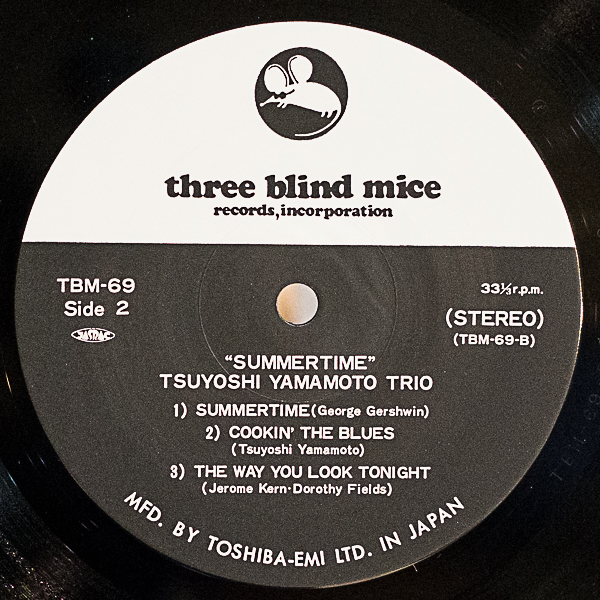 three blind mice
records, incorporation
TBM-69
Side 2
JASRAC
33⅓ r.p.m.
(STEREO)
(TBM-69-B)
“SUMMERTIME”
TSUYOSHI YAMAMOTO TRIO
1) SUMMERTIME (George Gershwin)
2) COOKIN’ THE BLUES
(Tsuyoshi Yamamoto)
3) THE WAY YOU LOOK TONIGHT
(Jerome Kern·Dorothy Fields)
MFD. BY TOSHIBA-EMI LTD. IN JAPAN